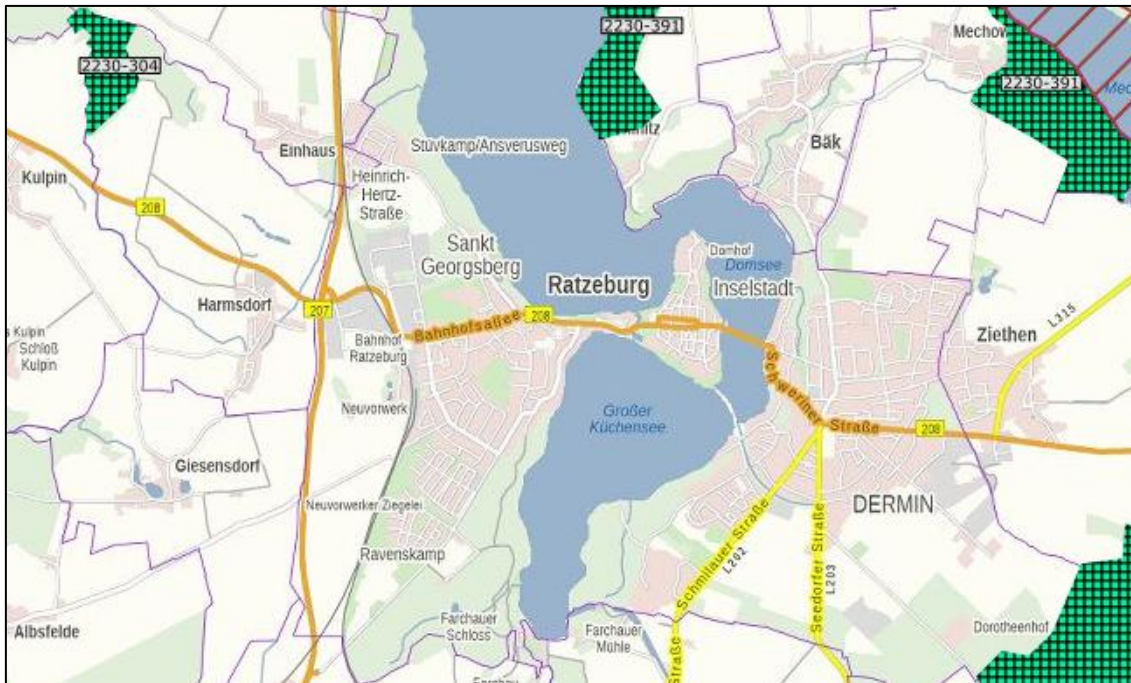 2230-391
2230-304
Mechow
2230-391
Stüvkamp/Ansverusweg
Bäk
Einhaus
Kulpin
Heinrich-
Hertz-
Straße
208
Sankt
Georgsberg
Domhof
Domsee
Ratzeburg
Inselstadt
Harmsdorf
207
208
Bahnhofsallee
L315
Ziethen
Kulpin
Schloß
Kulpin
Bahnhof
Ratzeburg
Neuvorwerk
Großer
Küchensee
Schweriner Straße
208
Giesensdorf
Neuvorwerker Ziegelei
DERMIN
Ravenskamp
Schmilauer Straße
L202
Seedorfer Straße
L203
Albsfelde
Farchauer
Schloss
Farchauer
Mühle
Dorotheenhof
Straße